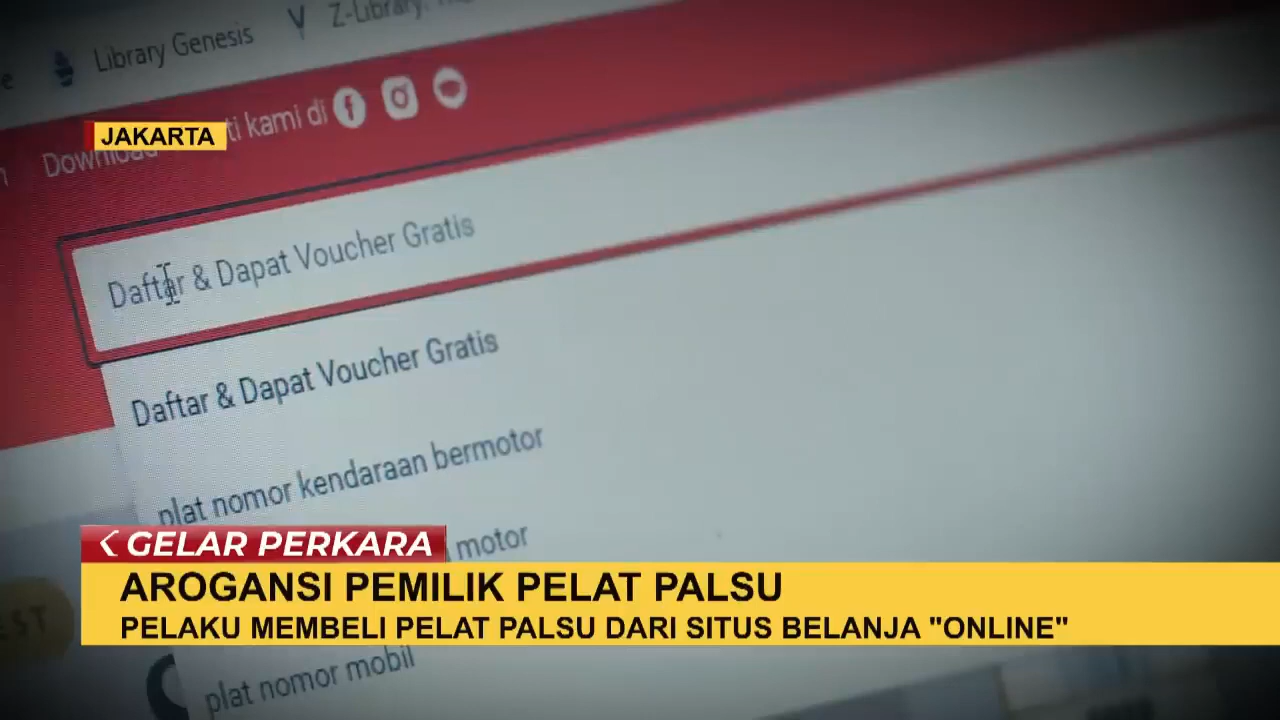 Library Genesis
Z-Library.
JAKARTA
Download
ti kami di
Daftar & Dapat Voucher Gratis
Daftar & Dapat Voucher Gratis
plat nomor kendaraan bermotor
motor
GELAR PERKARA
AROGANSI PEMILIK PELAT PALSU
PELAKU MEMBELI PELAT PALSU DARI SITUS BELANJA "ONLINE"
plat nomor mobil